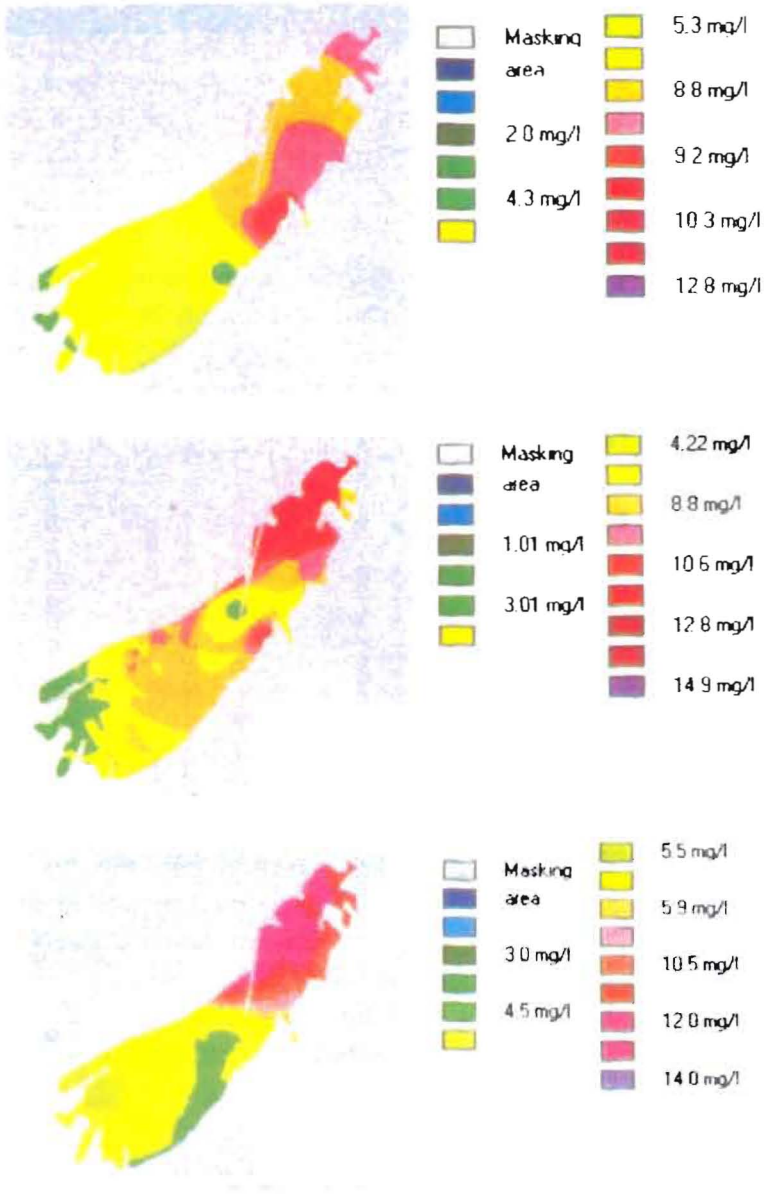 Masking
area
2.0 mg/l
4.3 mg/l
5.3 mg/l
8.8 mg/l
9.2 mg/l
10.3 mg/l
12.8 mg/l
Masking
area
1.01 mg/l
3.01 mg/l
4.22 mg/l
8.8 mg/l
10.6 mg/l
12.8 mg/l
14.9 mg/l
Masking
area
3.0 mg/l
4.5 mg/l
5.5 mg/l
5.9 mg/l
10.5 mg/l
12.0 mg/l
14.0 mg/l